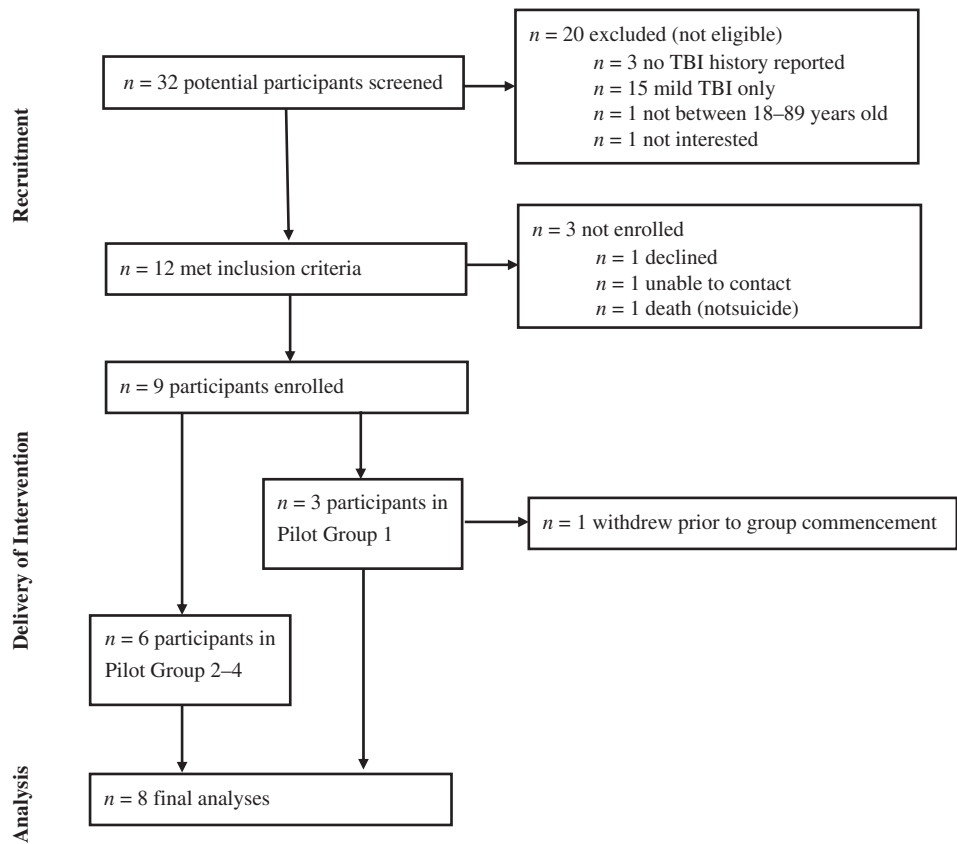 Recruitment
n = 32 potential participants screened
n = 20 excluded (not eligible)
n = 3 no TBI history reported
n = 15 mild TBI only
n = 1 not between 18–89 years old
n = 1 not interested
n = 12 met inclusion criteria
n = 3 not enrolled
n = 1 declined
n = 1 unable to contact
n = 1 death (notsuicide)
n = 9 participants enrolled
Delivery of Intervention
n = 3 participants in
Pilot Group 1
n = 1 withdrew prior to group commencement
n = 6 participants in
Pilot Group 2–4
Analysis
n = 8 final analyses